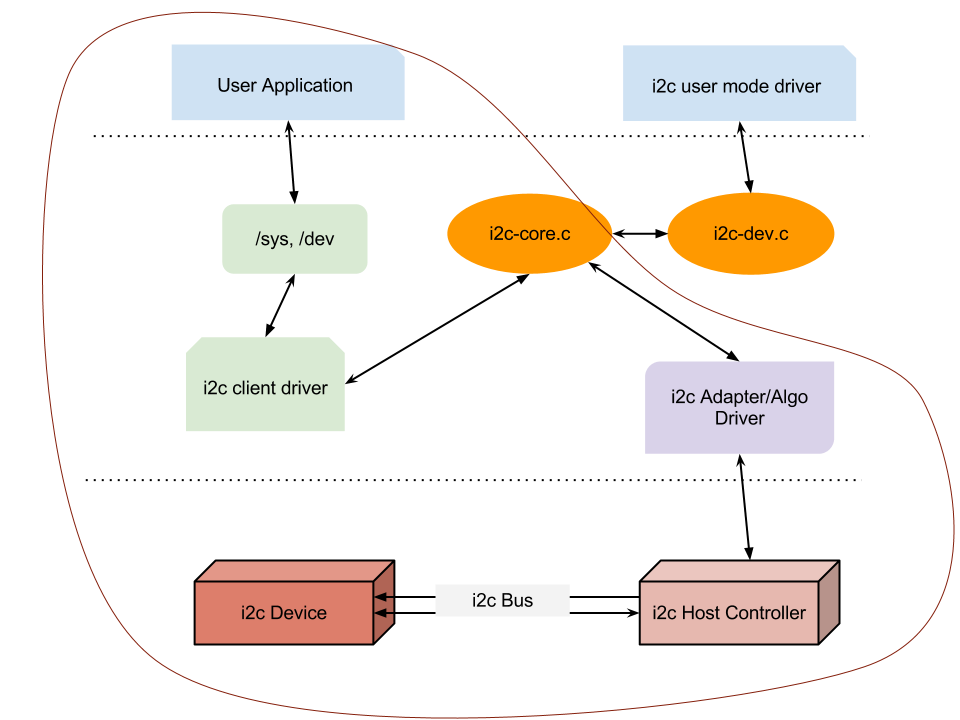 User Application
i2c user mode driver
/sys, /dev
i2c-core.c
i2c-dev.c
i2c client driver
i2c Adapter/Algo
Driver
i2c Device
i2c Bus
i2c Host Controller